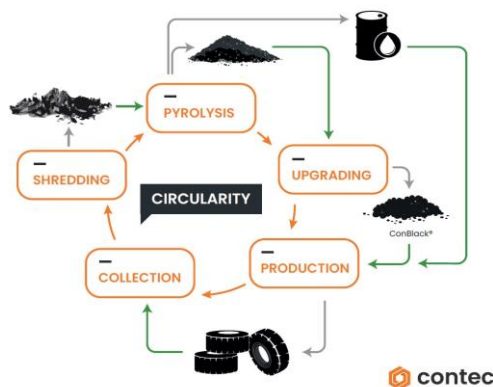 PYROLYSIS
SHREDDING
UPGRADING
CIRCULARITY
ConBlack®
COLLECTION
PRODUCTION
contec